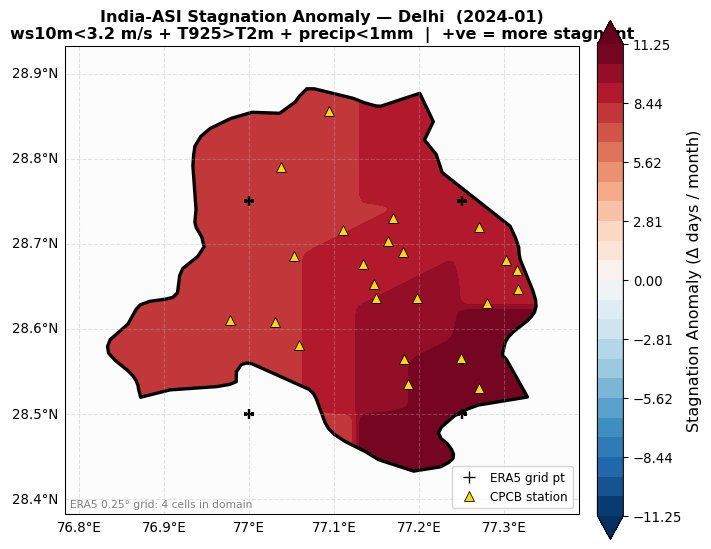 India-ASI Stagnation Anomaly — Delhi  (2024-01)
ws10m<3.2 m/s + T925>T2m + precip<1mm  |  +ve = more stagnant
28.9°N
28.8°N
28.7°N
28.6°N
28.5°N
28.4°N
76.8°E
76.9°E
77°E
77.1°E
77.2°E
77.3°E
ERA5 0.25° grid: 4 cells in domain
ERA5 grid pt
CPCB station
11.25
8.44
5.62
2.81
0.00
−2.81
−5.62
−8.44
−11.25
Stagnation Anomaly (Δ days / month)